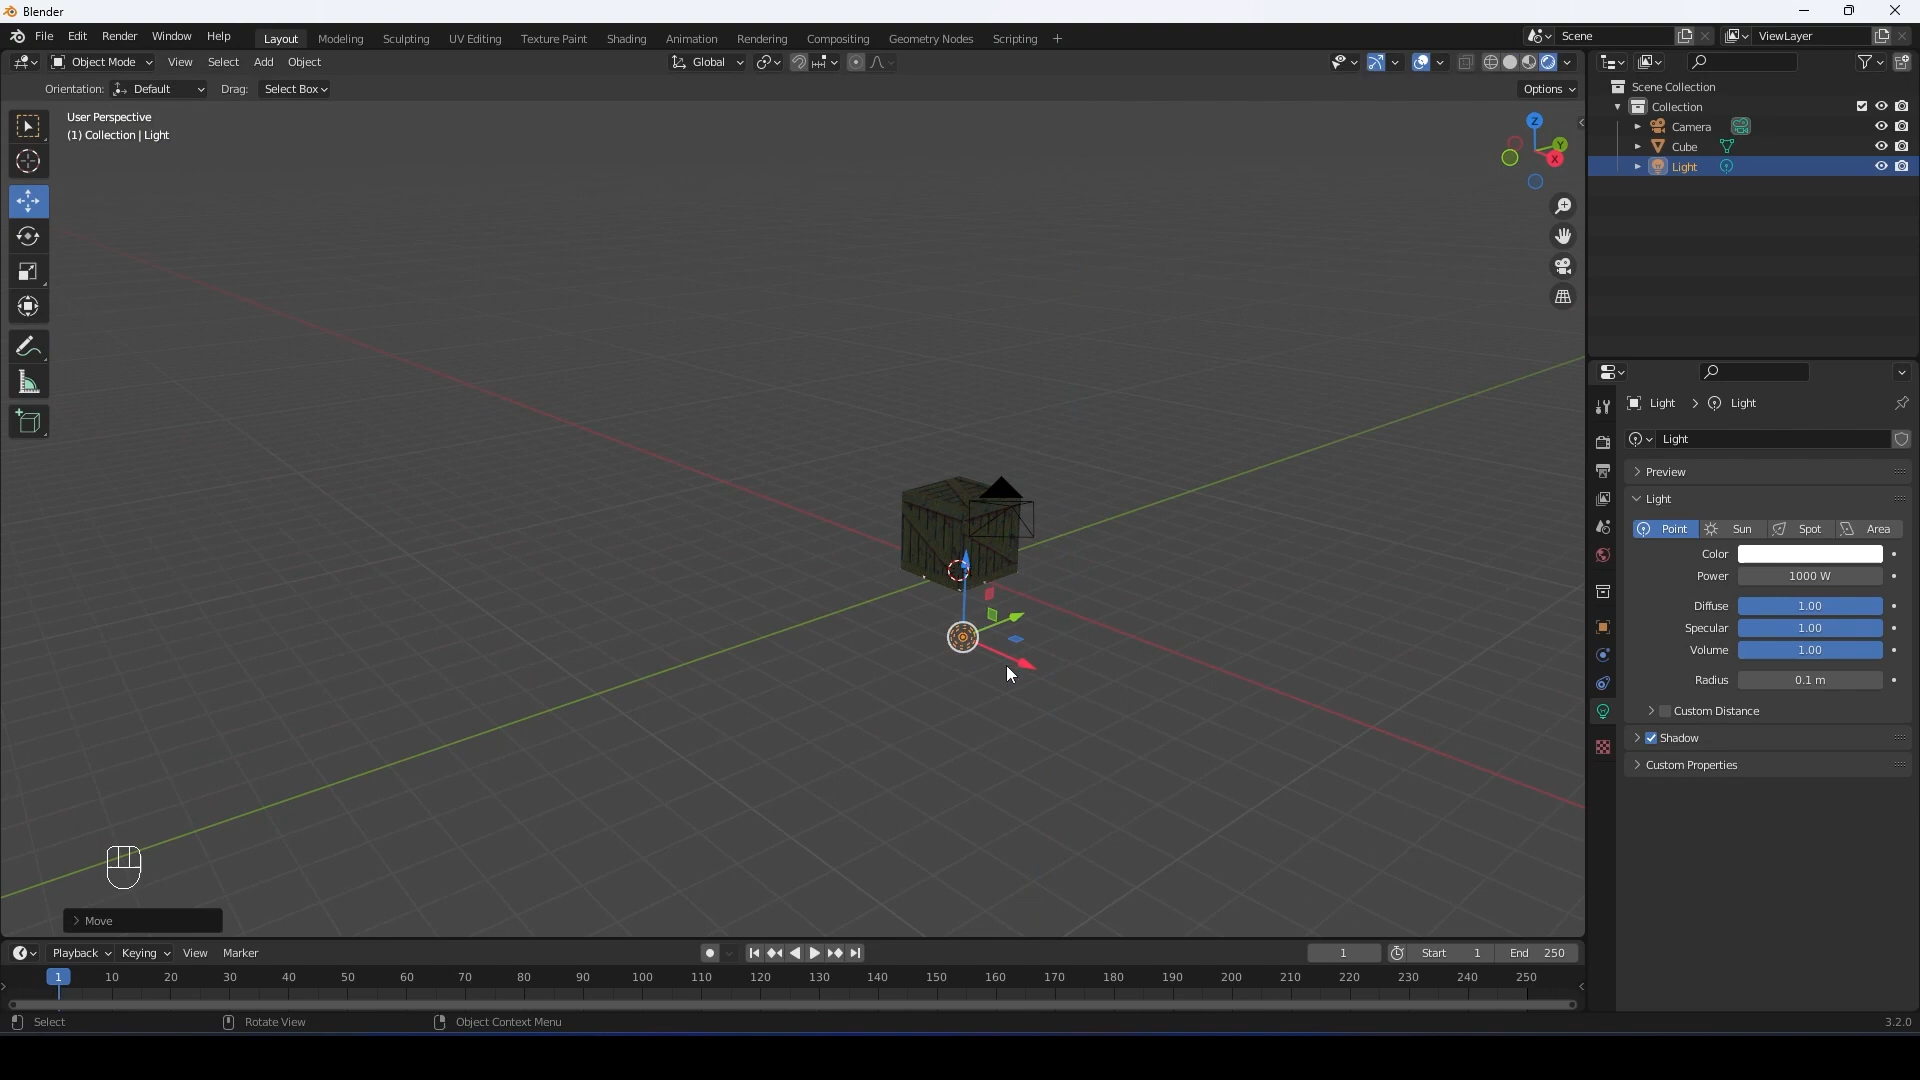 Blender
File Edit Render Window Help Layout Modeling Sculpting UV Editing Texture Paint Shading Animation Rendering Compositing Geometry Nodes Scripting + Scene ViewLayer
Object Mode View Select Add Object Global
Orientation: Default Drag: Select Box Options
User Perspective
(1) Collection | Light
Z
Y
X
Scene Collection
Collection
Camera
Cube
Light
Light > Light
Light
Preview
Light
Point Sun Spot Area
Color
Power 1000 W
Diffuse 1.00
Specular 1.00
Volume 1.00
Radius 0.1 m
Custom Distance
Shadow
Custom Properties
> Move
Playback Keying View Marker 1 Start 1 End 250
1 10 20 30 40 50 60 70 80 90 100 110 120 130 140 150 160 170 180 190 200 210 220 230 240 250
Select Rotate View Object Context Menu 3.2.0